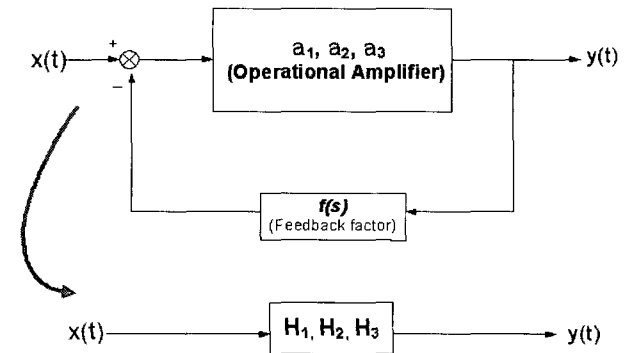 +
x(t)
−
a₁, a₂, a₃
(Operational Amplifier)
y(t)
f(s)
(Feedback factor)
x(t)
H₁, H₂, H₃
y(t)